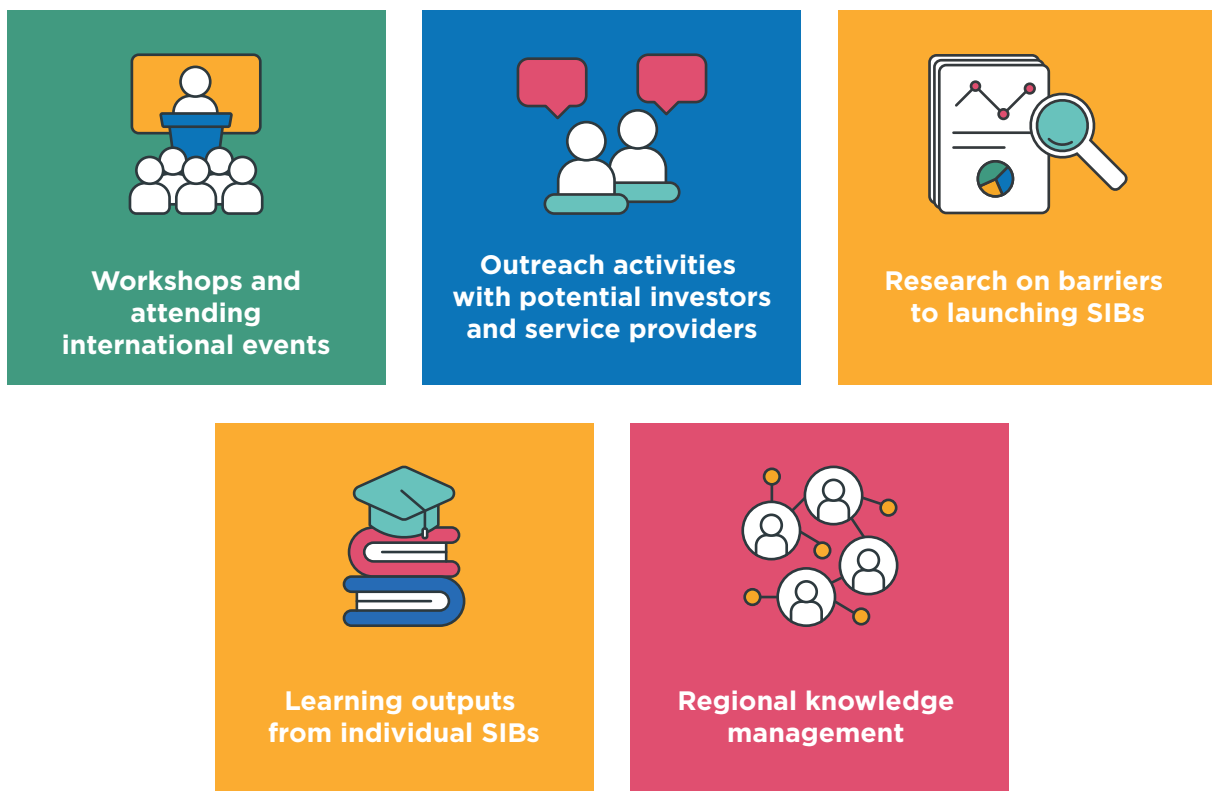 Workshops and
attending
international events
Outreach activities
with potential investors
and service providers
Research on barriers
to launching SIBs
Learning outputs
from individual SIBs
Regional knowledge
management